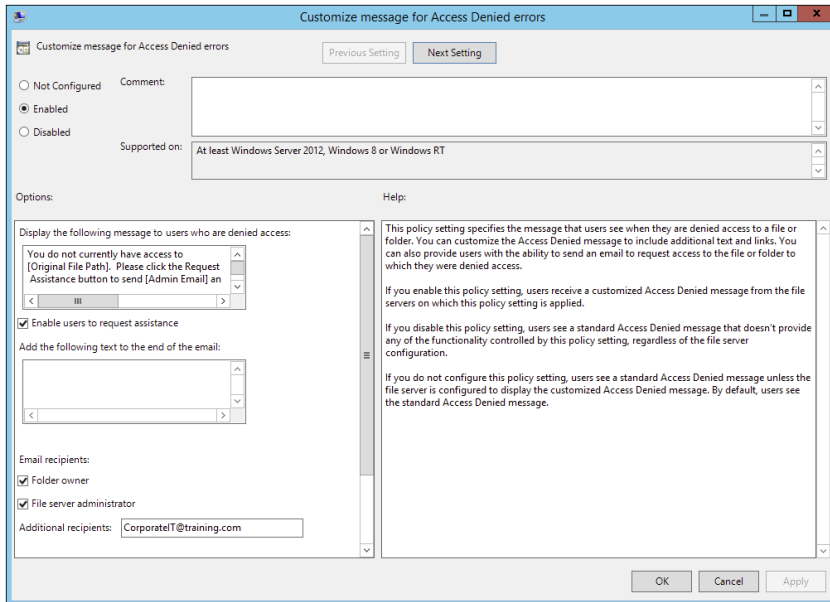 Customize message for Access Denied errors
Customize message for Access Denied errors
Previous Setting
Next Setting
Not Configured
Comment:
Enabled
Disabled
Supported on:
At least Windows Server 2012, Windows 8 or Windows RT
Options:
Help:
Display the following message to users who are denied access:
You do not currently have access to
[Original File Path].  Please click the Request
Assistance button to send [Admin Email] an
Enable users to request assistance
Add the following text to the end of the email:
Email recipients:
Folder owner
File server administrator
Additional recipients:
CorporateIT@training.com
This policy setting specifies the message that users see when they are denied access to a file or
folder. You can customize the Access Denied message to include additional text and links. You
can also provide users with the ability to send an email to request access to the file or folder to
which they were denied access.
If you enable this policy setting, users receive a customized Access Denied message from the file
servers on which this policy setting is applied.
If you disable this policy setting, users see a standard Access Denied message that doesn't provide
any of the functionality controlled by this policy setting, regardless of the file server
configuration.
If you do not configure this policy setting, users see a standard Access Denied message unless the
file server is configured to display the customized Access Denied message. By default, users see
the standard Access Denied message.
OK
Cancel
Apply